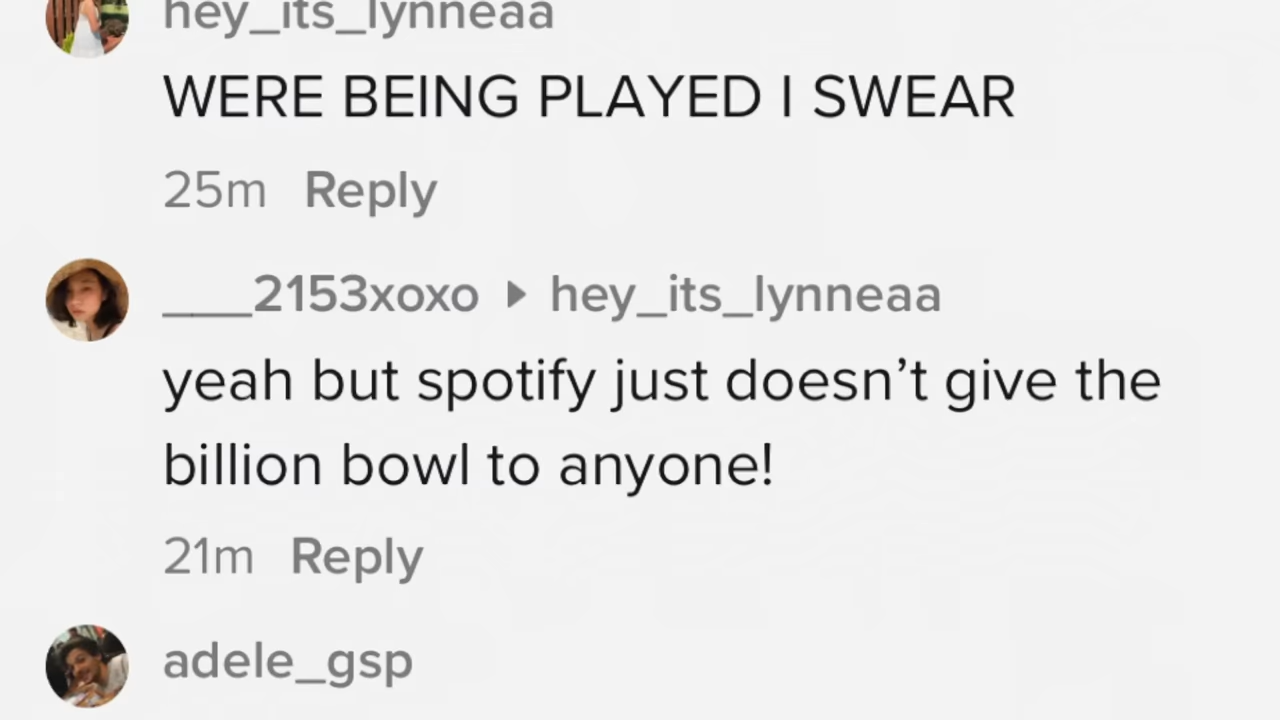 hey_its_lynneaa
WERE BEING PLAYED I SWEAR
25m Reply
___2153xoxo ▸ hey_its_lynneaa
yeah but spotify just doesn’t give the
billion bowl to anyone!
21m Reply
adele_gsp